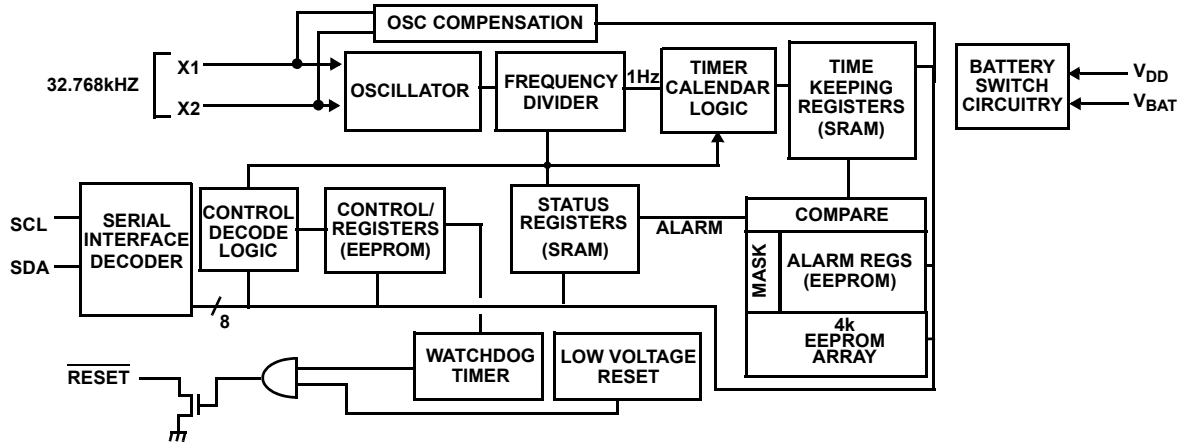 OSC COMPENSATION
32.768kHZ
X1
X2
OSCILLATOR
FREQUENCY
DIVIDER
1Hz
TIMER
CALENDAR
LOGIC
TIME
KEEPING
REGISTERS
(SRAM)
BATTERY
SWITCH
CIRCUITRY
VDD
VBAT
SCL
SDA
SERIAL
INTERFACE
DECODER
CONTROL
DECODE
LOGIC
CONTROL/
REGISTERS
(EEPROM)
STATUS
REGISTERS
(SRAM)
ALARM
COMPARE
MASK
ALARM REGS
(EEPROM)
4k
EEPROM
ARRAY
8
WATCHDOG
TIMER
LOW VOLTAGE
RESET
RESET